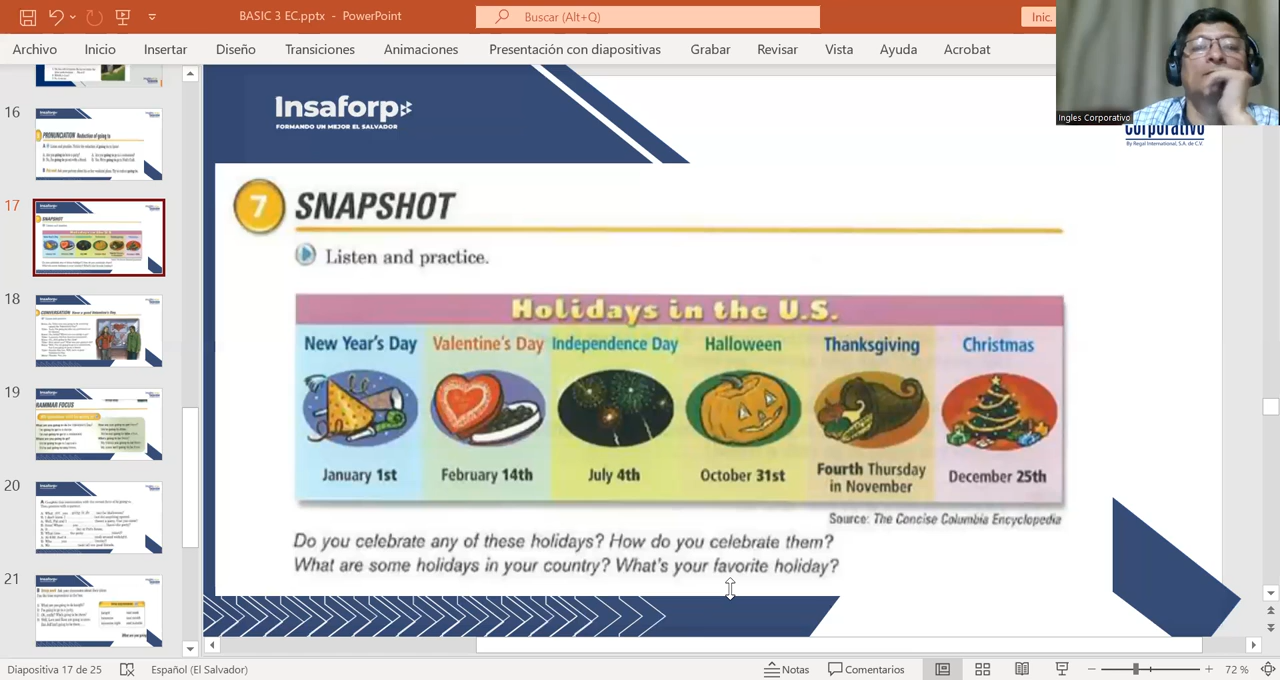 BASIC 3 EC.pptx - PowerPoint
Buscar (Alt+Q)
Inic.
Archivo Inicio Insertar Diseño Transiciones Animaciones Presentación con diapositivas Grabar Revisar Vista Ayuda Acrobat
Ingles Corporativo
16
17
18
19
20
21
Insaforp
FORMANDO UN MEJOR EL SALVADOR
Corporativo
By Regal International, S.A. de C.V.
7 SNAPSHOT
Listen and practice.
Holidays in the U.S.
New Year's Day Valentine's Day Independence Day Halloween Thanksgiving Christmas
January 1st February 14th July 4th October 31st Fourth Thursday in November December 25th
Source: The Concise Columbia Encyclopedia
Do you celebrate any of these holidays? How do you celebrate them?
What are some holidays in your country? What's your favorite holiday?
Diapositiva 17 de 25 Español (El Salvador) Notas Comentarios 72 %